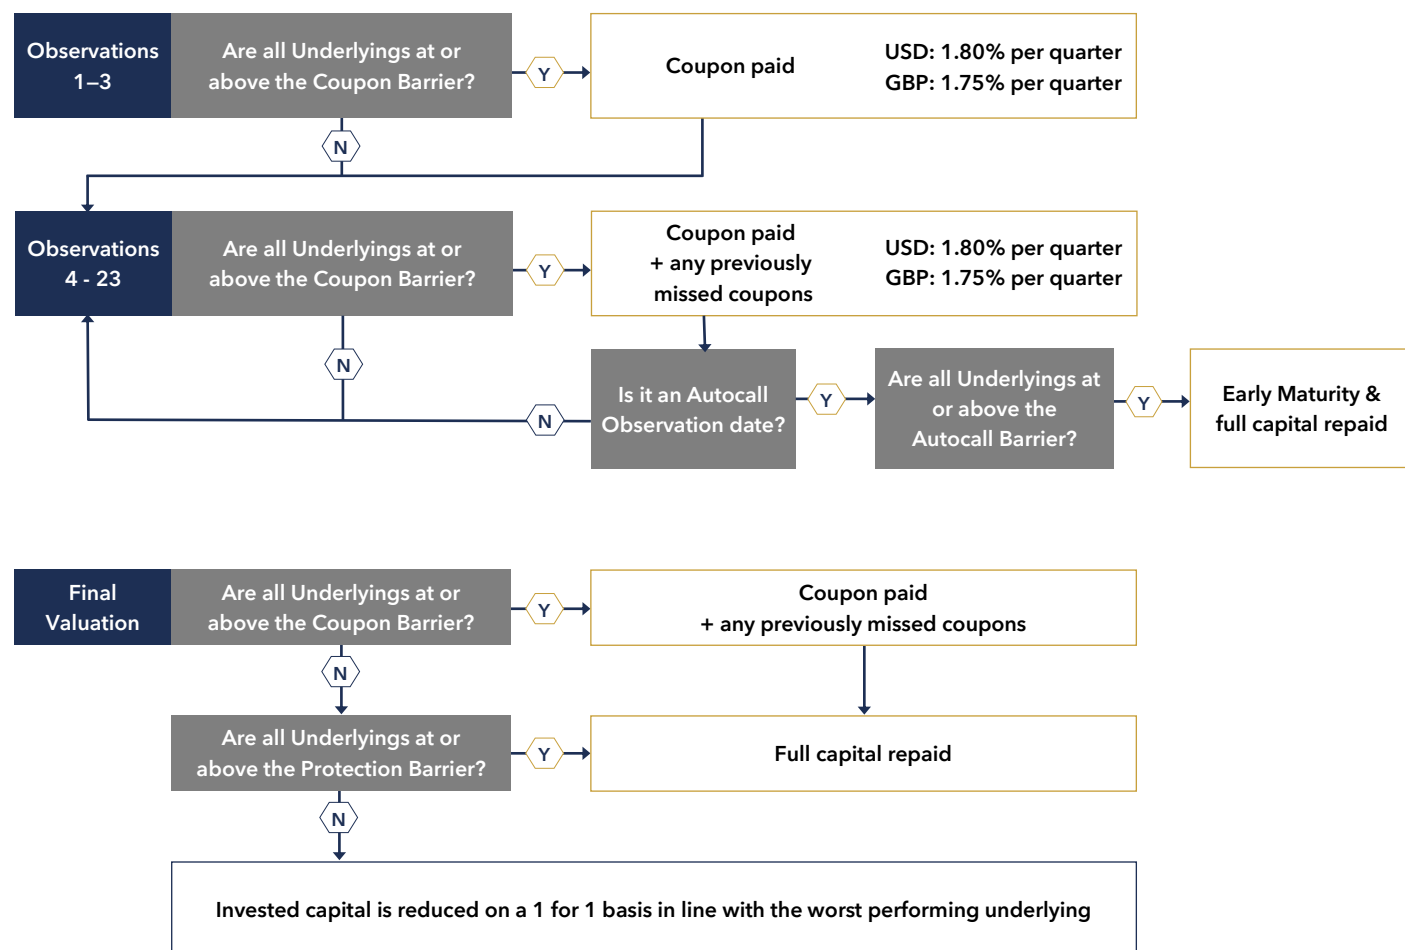 Observations
1–3
Are all Underlyings at or
above the Coupon Barrier?
Y
Coupon paid
USD: 1.80% per quarter
GBP: 1.75% per quarter
N
Observations
4 - 23
Are all Underlyings at or
above the Coupon Barrier?
Y
Coupon paid
+ any previously
missed coupons
USD: 1.80% per quarter
GBP: 1.75% per quarter
N
N
Is it an Autocall
Observation date?
Y
Are all Underlyings at
or above the
Autocall Barrier?
Y
Early Maturity &
full capital repaid
Final
Valuation
Are all Underlyings at or
above the Coupon Barrier?
Y
Coupon paid
+ any previously missed coupons
N
Are all Underlyings at or
above the Protection Barrier?
Y
Full capital repaid
N
Invested capital is reduced on a 1 for 1 basis in line with the worst performing underlying